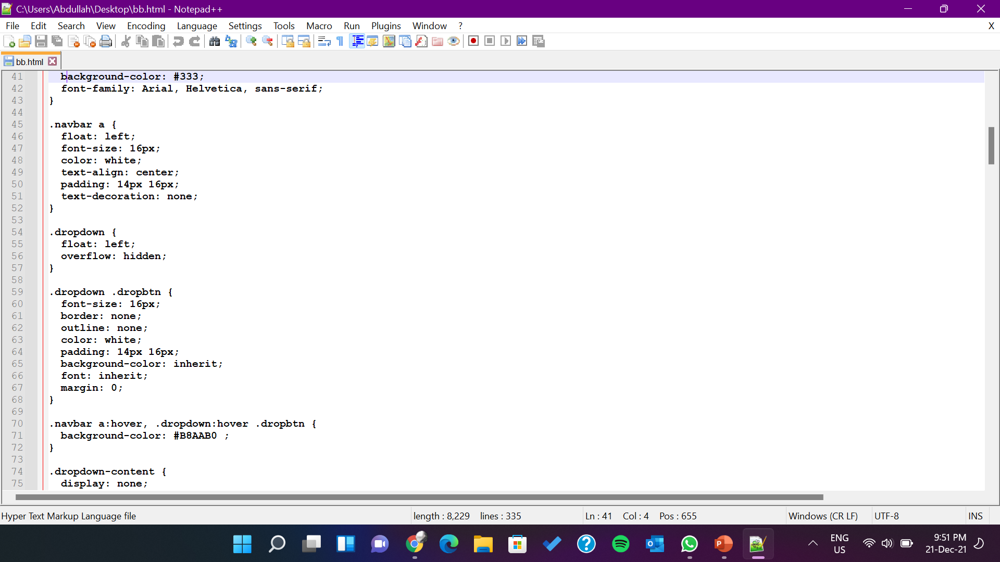 C:\Users\Abdullah\Desktop\bb.html - Notepad++
File Edit Search View Encoding Language Settings Tools Macro Run Plugins Window ? X
bb.html
41 background-color: #333;
42 font-family: Arial, Helvetica, sans-serif;
43 }
44
45 .navbar a {
46 float: left;
47 font-size: 16px;
48 color: white;
49 text-align: center;
50 padding: 14px 16px;
51 text-decoration: none;
52 }
53
54 .dropdown {
55 float: left;
56 overflow: hidden;
57 }
58
59 .dropdown .dropbtn {
60 font-size: 16px;
61 border: none;
62 outline: none;
63 color: white;
64 padding: 14px 16px;
65 background-color: inherit;
66 font: inherit;
67 margin: 0;
68 }
69
70 .navbar a:hover, .dropdown:hover .dropbtn {
71 background-color: #B8AAB0 ;
72 }
73
74 .dropdown-content {
75 display: none;
Hyper Text Markup Language file length : 8,229 lines : 335 Ln : 41 Col : 4 Pos : 655 Windows (CR LF) UTF-8 INS
ENG 9:51 PM
US 21-Dec-21